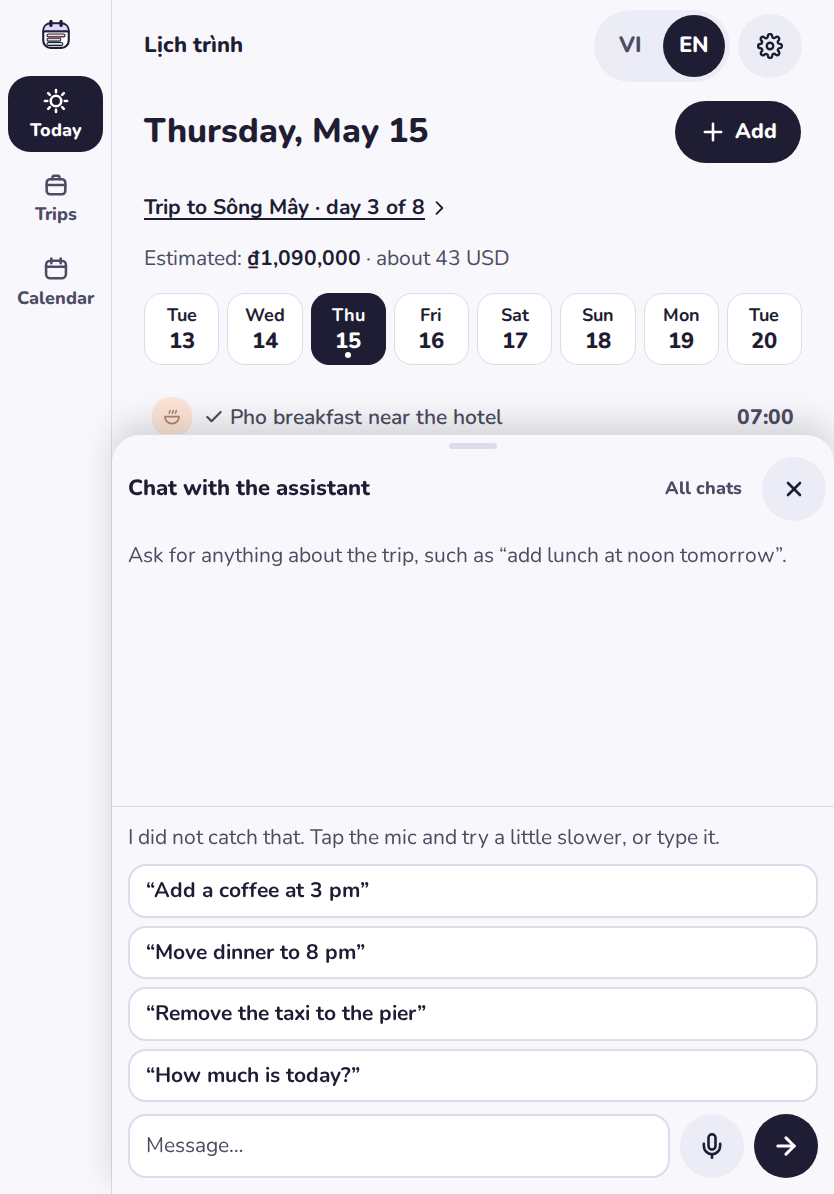 Lịch trình
VI
EN
Today
Trips
Calendar
Thursday, May 15
Add
Trip to Sông Mây · day 3 of 8
Estimated: ₫1,090,000 · about 43 USD
Tue
13
Wed
14
Thu
15
Fri
16
Sat
17
Sun
18
Mon
19
Tue
20
Pho breakfast near the hotel
07:00
Chat with the assistant
All chats
Ask for anything about the trip, such as “add lunch at noon tomorrow”.
I did not catch that. Tap the mic and try a little slower, or type it.
“Add a coffee at 3 pm”
“Move dinner to 8 pm”
“Remove the taxi to the pier”
“How much is today?”
Message...